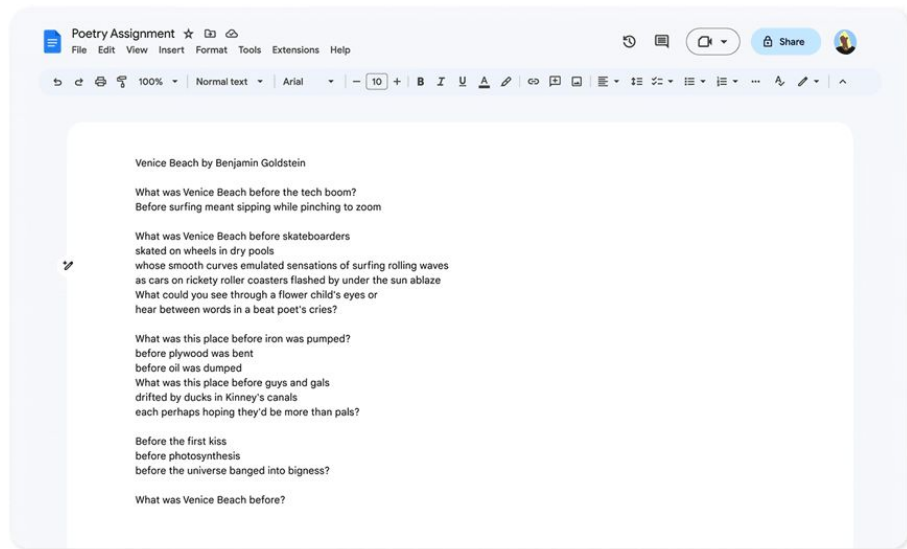 Poetry Assignment
File Edit View Insert Format Tools Extensions Help
Share
100% Normal text Arial 10 B I U A
Venice Beach by Benjamin Goldstein
What was Venice Beach before the tech boom?
Before surfing meant sipping while pinching to zoom
What was Venice Beach before skateboarders
skated on wheels in dry pools
whose smooth curves emulated sensations of surfing rolling waves
as cars on rickety roller coasters flashed by under the sun ablaze
What could you see through a flower child's eyes or
hear between words in a beat poet's cries?
What was this place before iron was pumped?
before plywood was bent
before oil was dumped
What was this place before guys and gals
drifted by ducks in Kinney's canals
each perhaps hoping they'd be more than pals?
Before the first kiss
before photosynthesis
before the universe banged into bigness?
What was Venice Beach before?